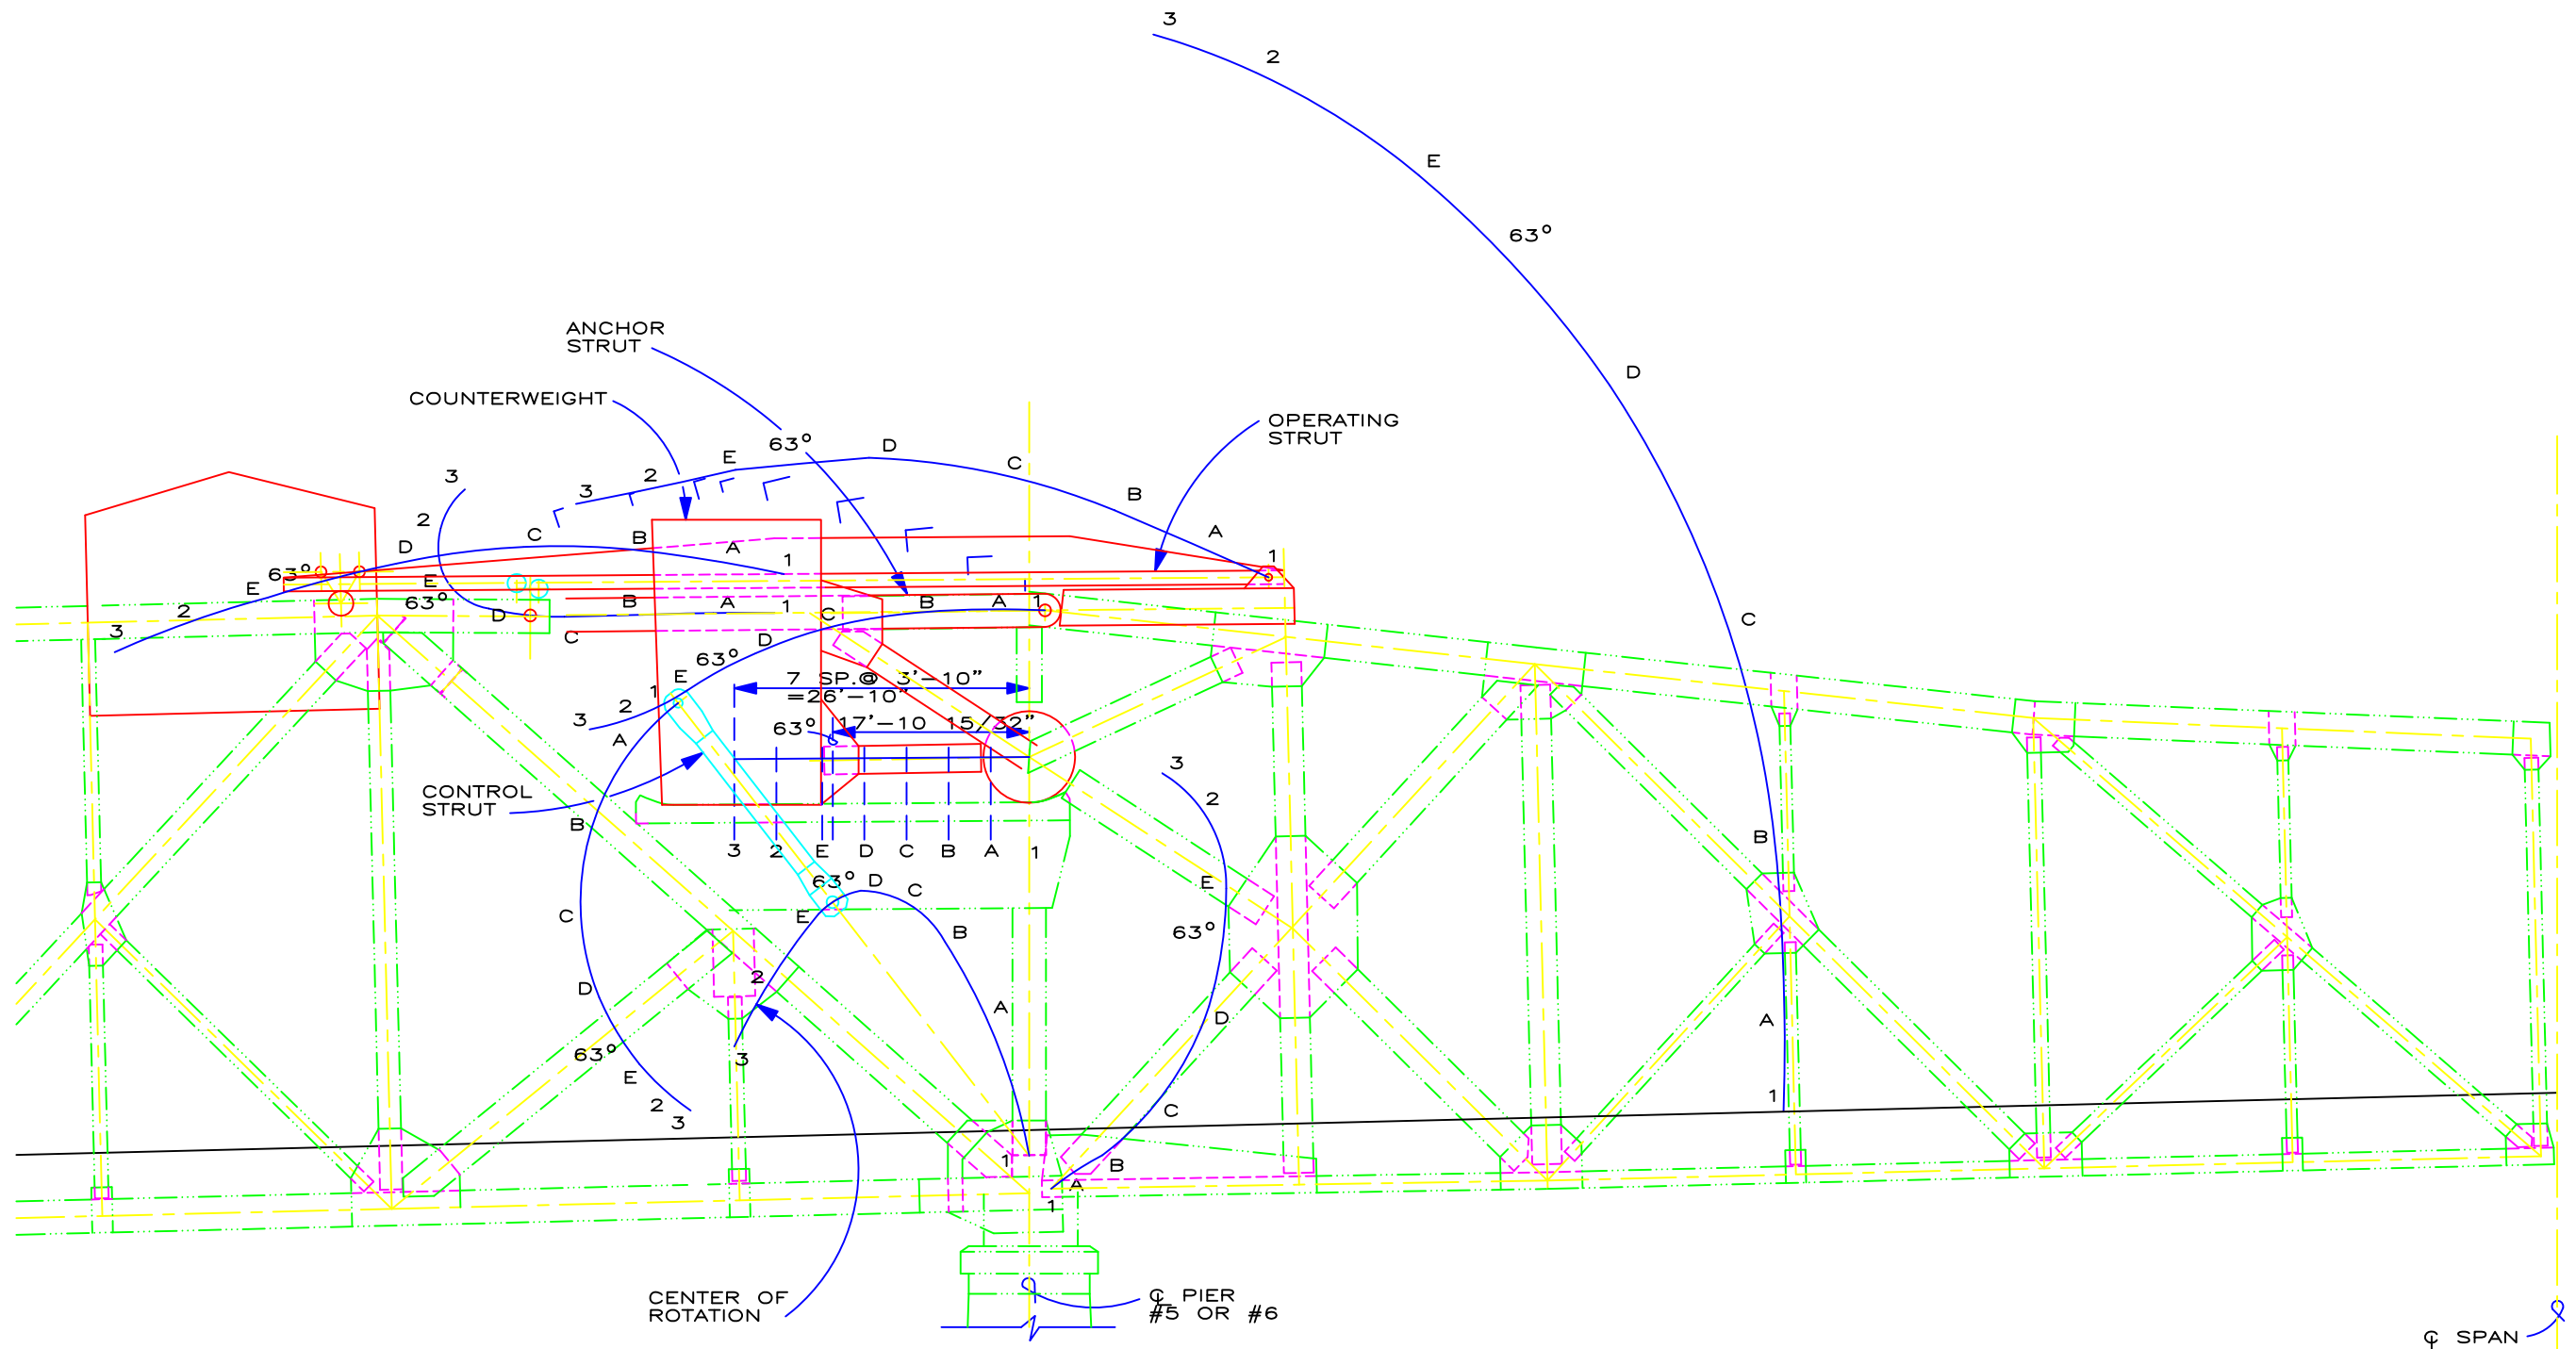 3
2
E
63°
ANCHOR
STRUT
D
COUNTERWEIGHT
OPERATING
STRUT
63°
D
E
C
3
2
3
B
2
C
A
D
B
A
1
1
63°
E
E
63°
2
D
B
A
1
C
B
A
1
3
C
D
C
63°
E
7 SP.@ 3'-10"
=26'-10"
1
2
3
63°
17'-10 15/32"
A
3
CONTROL
STRUT
2
B
B
3
2
E
D
C
B
A
1
63°
D
C
E
C
E
B
63°
2
D
A
D
A
63°
3
E
1
2
3
C
1
B
A
1
CENTER OF
ROTATION
℄ PIER
#5 OR #6
℄ SPAN